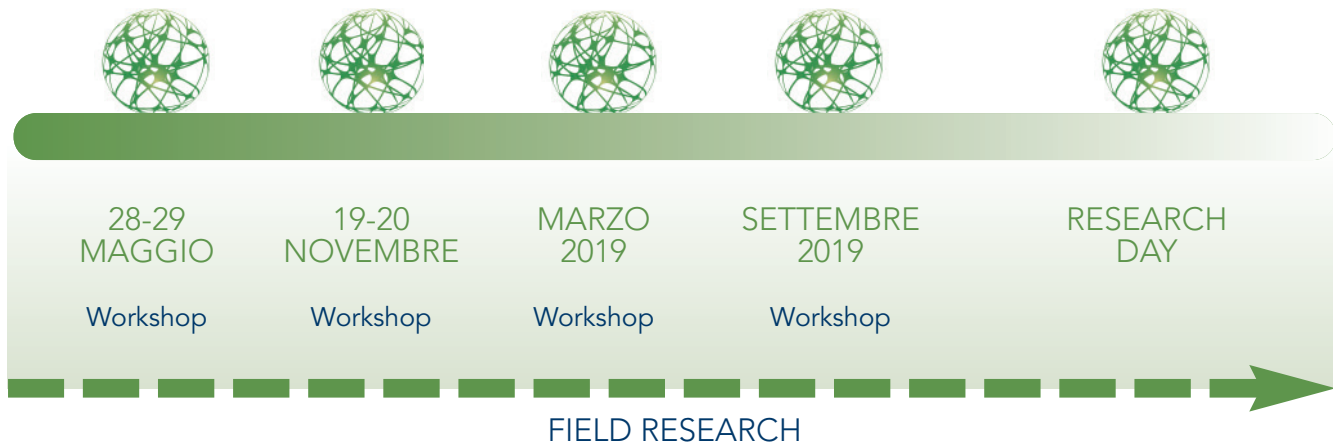 28-29
MAGGIO
19-20
NOVEMBRE
MARZO
2019
SETTEMBRE
2019
RESEARCH
DAY
Workshop
Workshop
Workshop
Workshop
FIELD RESEARCH